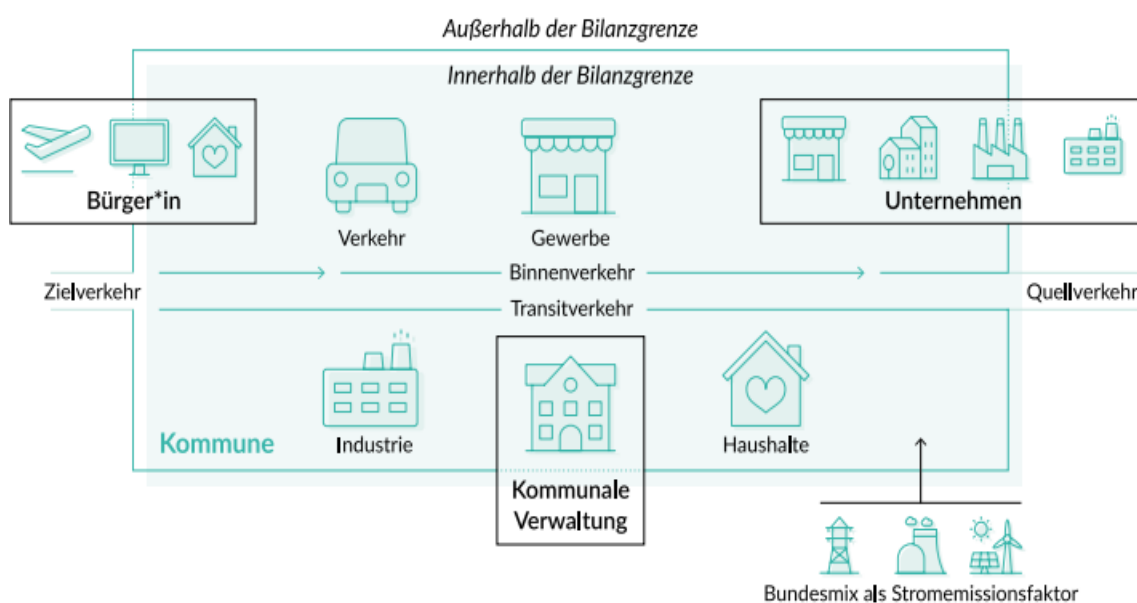 Außerhalb der Bilanzgrenze
Innerhalb der Bilanzgrenze
Bürger*in
Unternehmen
Verkehr
Gewerbe
Binnenverkehr
Zielverkehr
Quellverkehr
Transitverkehr
Kommune
Industrie
Haushalte
Kommunale
Verwaltung
Bundesmix als Stromemissionsfaktor